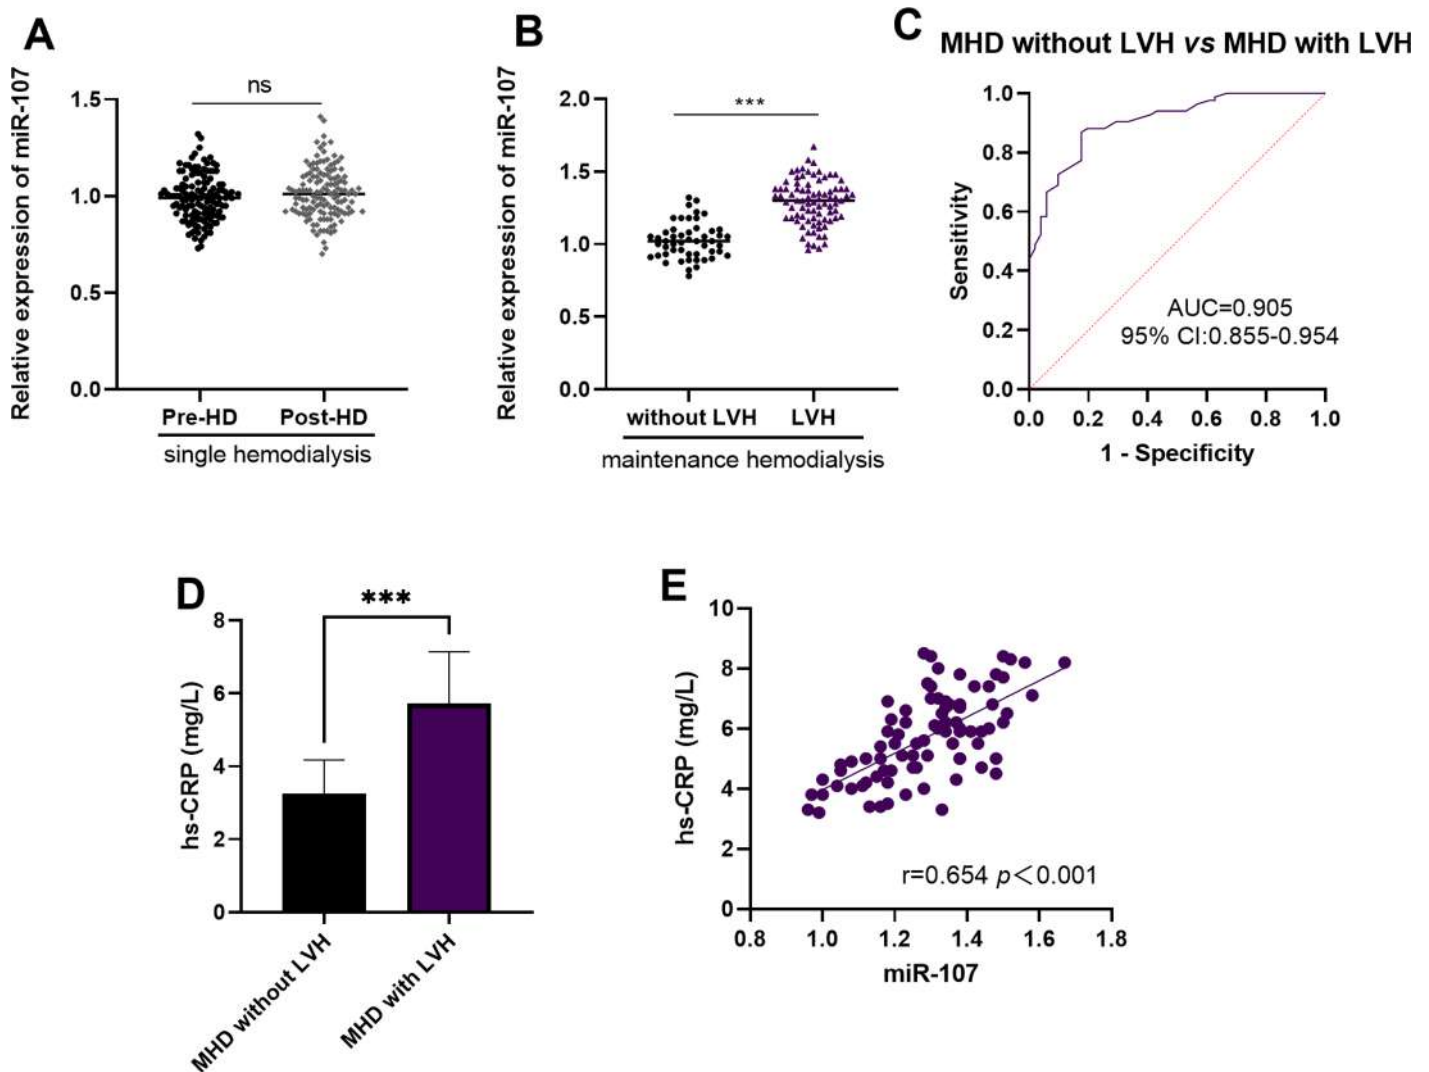 A
Relative expression of miR-107
ns
1.5
1.0
0.5
0.0
Pre-HD Post-HD
single hemodialysis
B
Relative expression of miR-107
***
2.0
1.5
1.0
0.5
0.0
without LVH LVH
maintenance hemodialysis
C
MHD without LVH vs MHD with LVH
Sensitivity
1.0
0.8
0.6
0.4
0.2
0.0
AUC=0.905
95% CI:0.855-0.954
0.0 0.2 0.4 0.6 0.8 1.0
1 - Specificity
D
hs-CRP (mg/L)
***
8
6
4
2
0
MHD without LVH
MHD with LVH
E
hs-CRP (mg/L)
10
8
6
4
2
0
r=0.654 p<0.001
0.8 1.0 1.2 1.4 1.6 1.8
miR-107